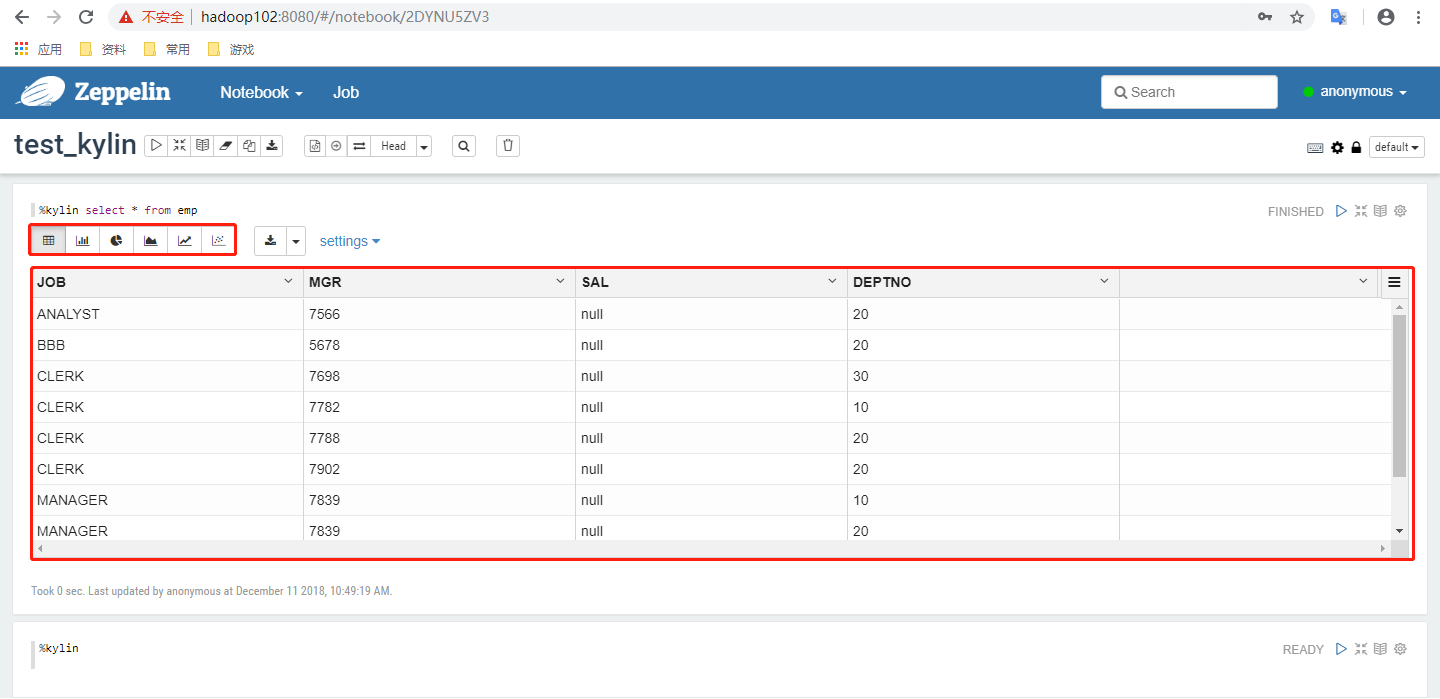 不安全 hadoop102:8080/#/notebook/2DYNU5ZV3
应用 资料 常用 游戏
Zeppelin Notebook Job Search anonymous
test_kylin Head default
%kylin select * from emp FINISHED
settings
JOB MGR SAL DEPTNO
ANALYST 7566 null 20
BBB 5678 null 20
CLERK 7698 null 30
CLERK 7782 null 10
CLERK 7788 null 20
CLERK 7902 null 20
MANAGER 7839 null 10
MANAGER 7839 null 20
Took 0 sec. Last updated by anonymous at December 11 2018, 10:49:19 AM.
%kylin READY